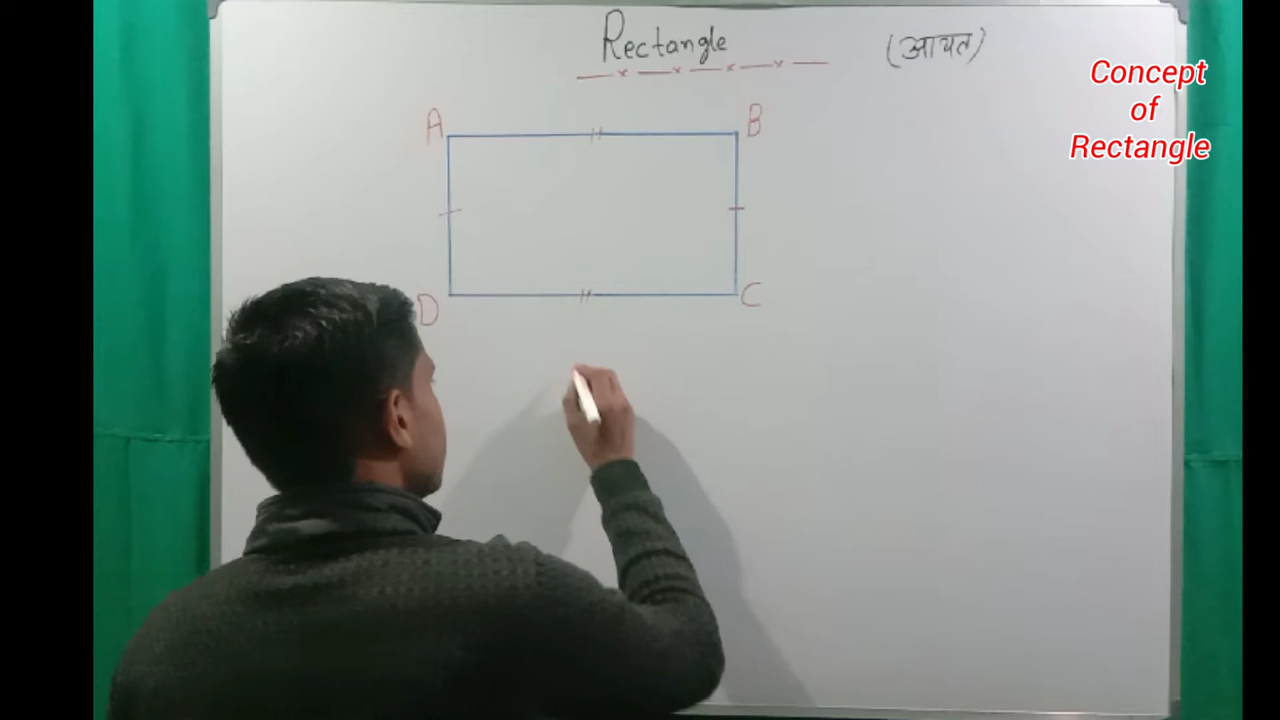 Rectangle (आयत)
Concept
of
Rectangle
A B
D C